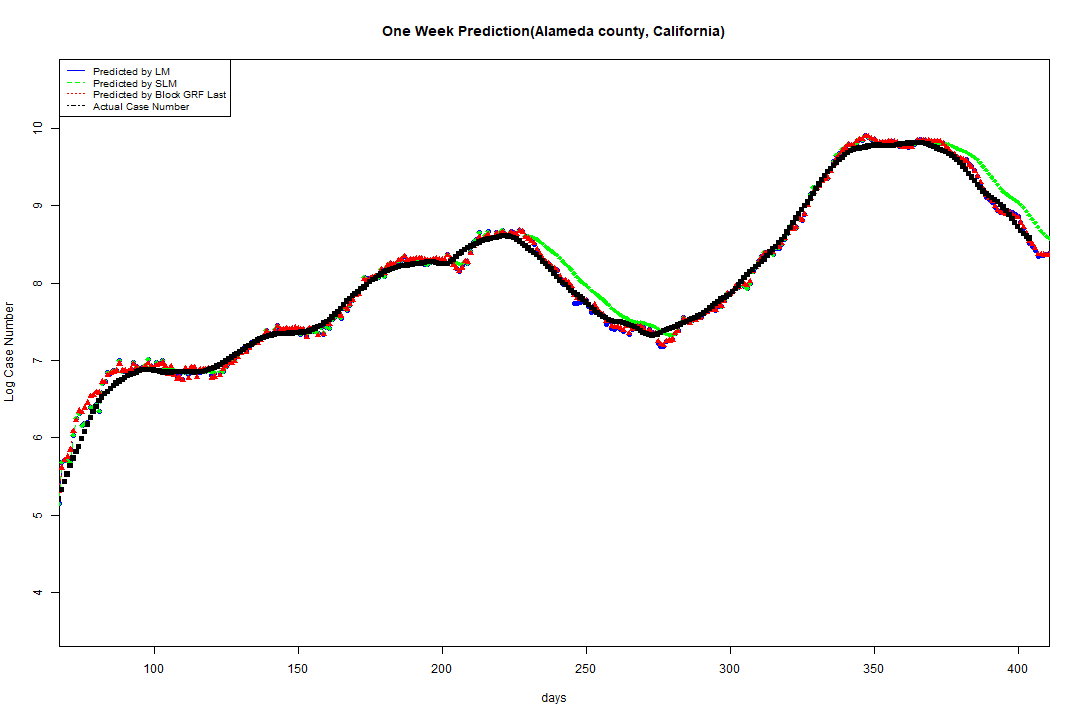 One Week Prediction(Alameda county, California)
Predicted by LM
Predicted by SLM
Predicted by Block GRF Last
Actual Case Number
10
9
8
7
6
5
4
Log Case Number
100 150 200 250 300 350 400
days